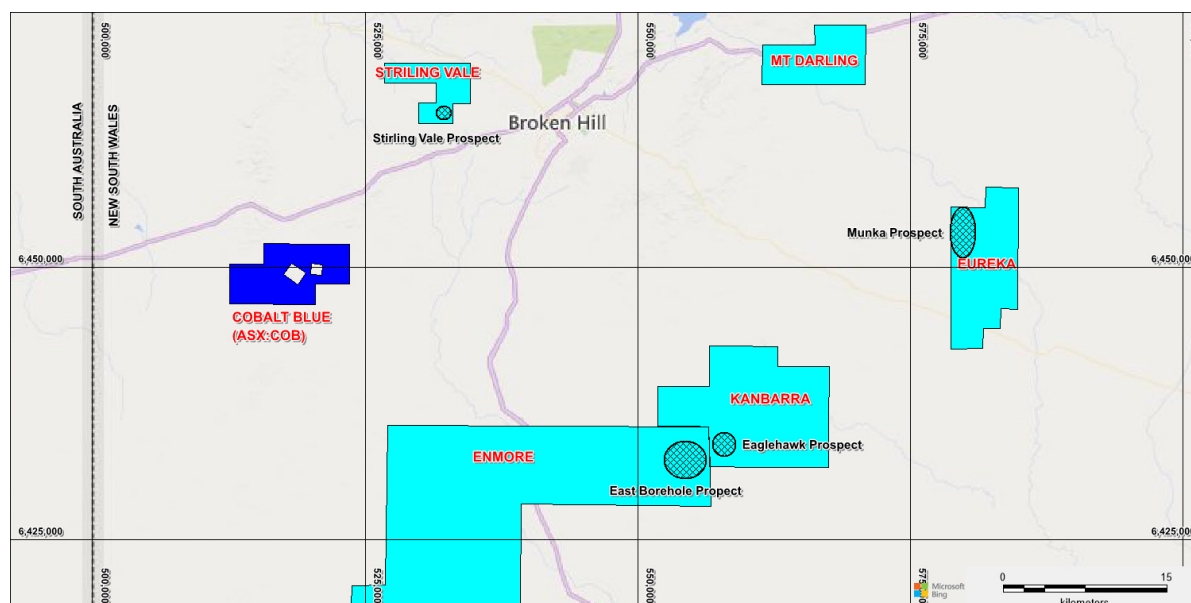 500,000
525,000
550,000
575,000
STRILING VALE
MT DARLING
Stirling Vale Prospect
Broken Hill
SOUTH AUSTRALIA
NEW SOUTH WALES
Munka Prospect
6,450,000
6,450,000
EUREKA
COBALT BLUE
(ASX:COB)
KANBARRA
Eaglehawk Prospect
ENMORE
East Borehole Propect
6,425,000
6,425,000
500,000
525,000
550,000
575,000
Microsoft
Bing
0
15
kilometers